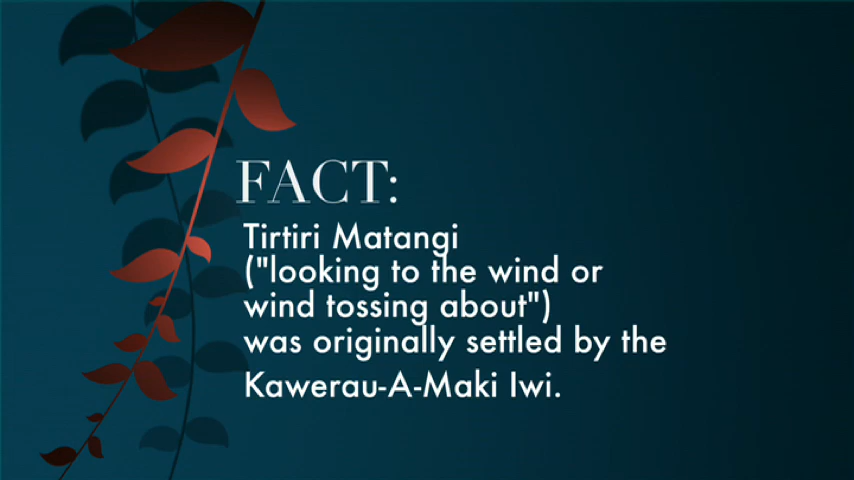 FACT:
Tirtiri Matangi
("looking to the wind or
wind tossing about")
was originally settled by the
Kawerau-A-Maki Iwi.